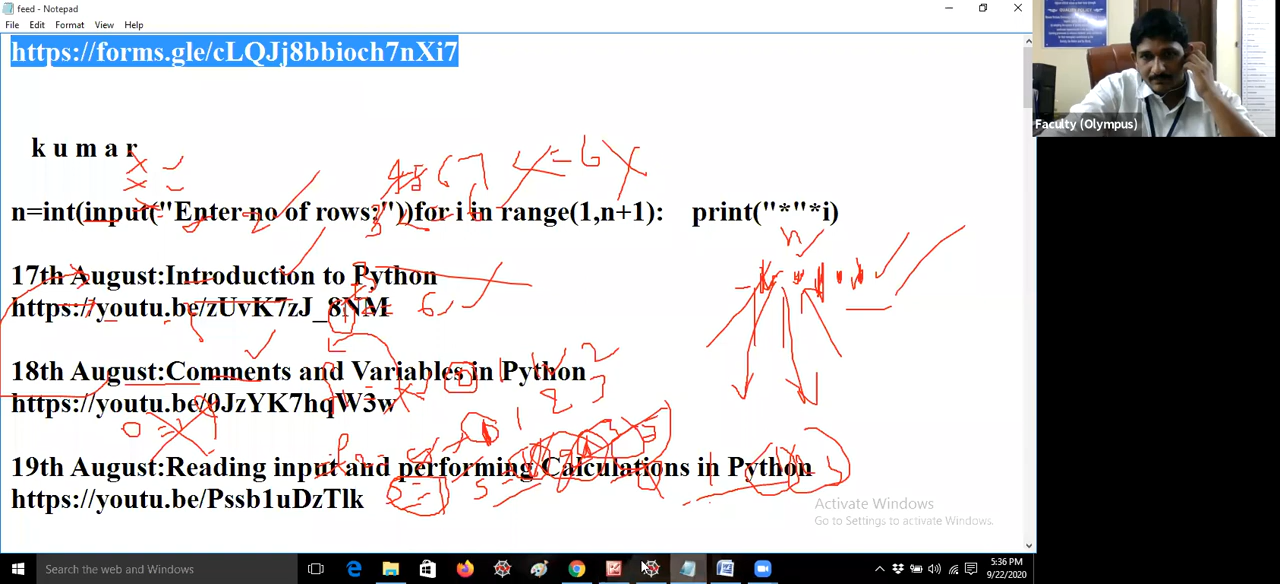 feed - Notepad
File Edit Format View Help
https://forms.gle/cLQJj8bbioch7nXi7
k u m a r
n=int(input("Enter no of rows:"))for i in range(1,n+1):    print("*"*i)
17th August:Introduction to Python
https://youtu.be/zUvK7zJ_8NM
18th August:Comments and Variables in Python
https://youtu.be/0JzYK7hqW3w
19th August:Reading input and performing Calculations in Python
https://youtu.be/Pssb1uDzTlk
Faculty (Olympus)
Activate Windows
Go to Settings to activate Windows.
Search the web and Windows
5:36 PM
9/22/2020